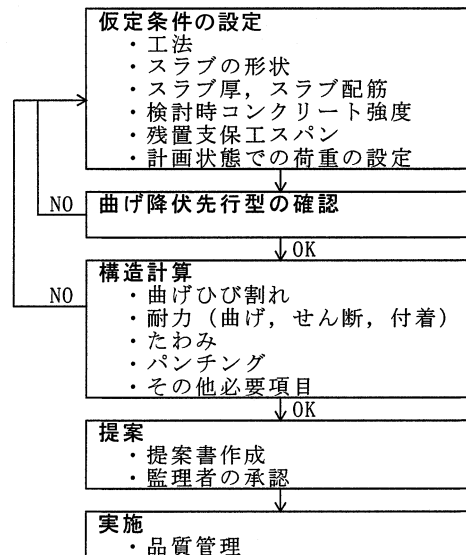 仮定条件の設定
・工法
・スラブの形状
・スラブ厚，スラブ配筋
・検討時コンクリート強度
・残置支保工スパン
・計画状態での荷重の設定
NO
曲げ降伏先行型の確認
OK
構造計算
NO
・曲げひび割れ
・耐力（曲げ，せん断，付着）
・たわみ
・パンチング
・その他必要項目
OK
提案
・提案書作成
・監理者の承認
実施
・品質管理